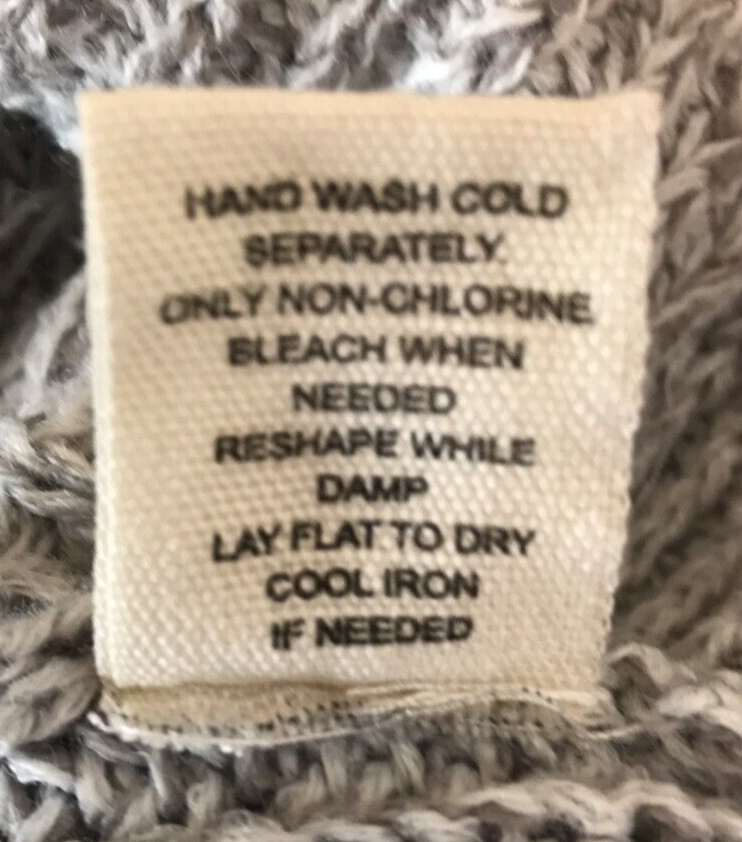 HAND WASH COLD
SEPARATELY.
ONLY NON-CHLORINE
BLEACH WHEN
NEEDED
RESHAPE WHILE
DAMP
LAY FLAT TO DRY
COOL IRON
IF NEEDED